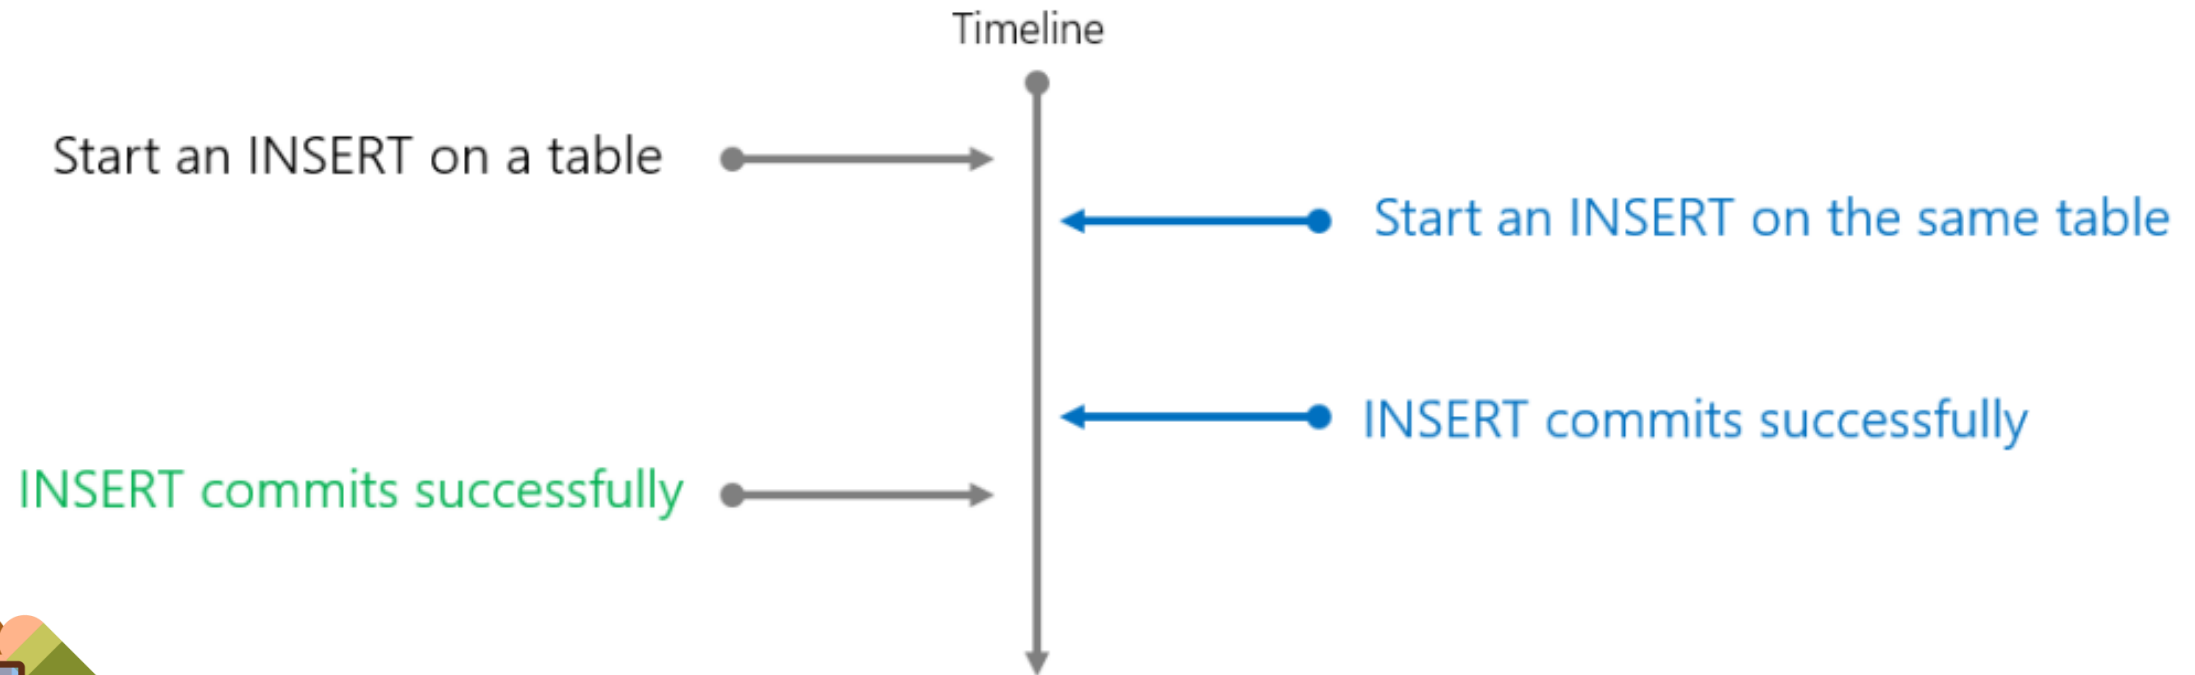 Timeline
Start an INSERT on a table
Start an INSERT on the same table
INSERT commits successfully
INSERT commits successfully